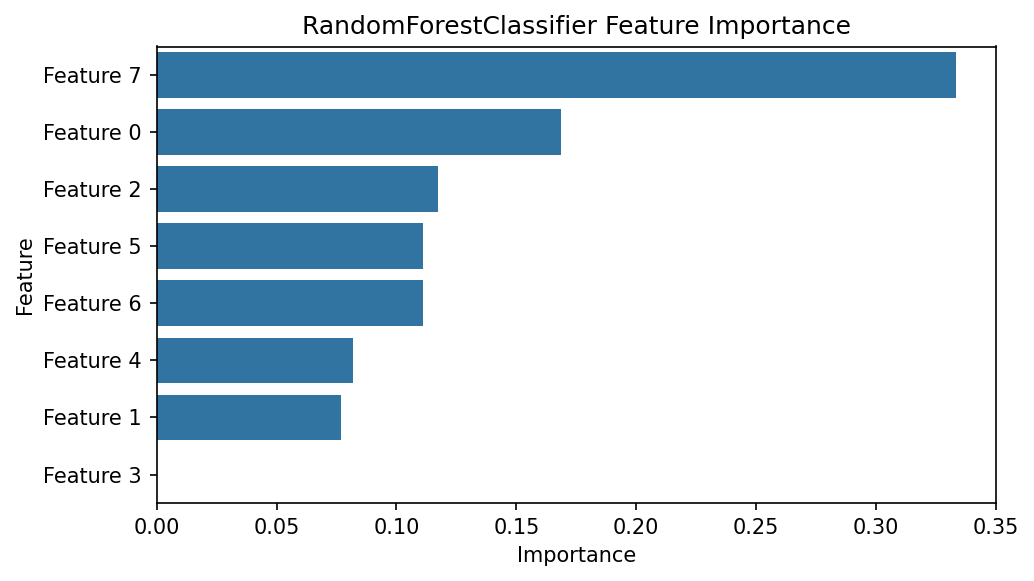 RandomForestClassifier Feature Importance
Feature 7
Feature 0
Feature 2
Feature 5
Feature 6
Feature 4
Feature 1
Feature 3
Feature
0.00 0.05 0.10 0.15 0.20 0.25 0.30 0.35
Importance